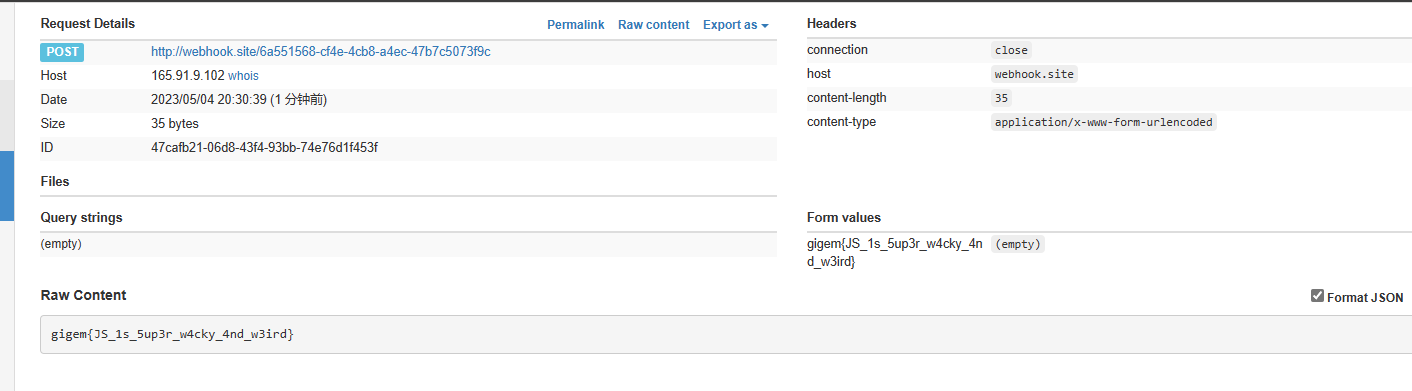 Request Details Permalink Raw content Export as
POST http://webhook.site/6a551568-cf4e-4cb8-a4ec-47b7c5073f9c
Host 165.91.9.102 whois
Date 2023/05/04 20:30:39 (1 分钟前)
Size 35 bytes
ID 47cafb21-06d8-43f4-93bb-74e76d1f453f
Files
Headers
connection close
host webhook.site
content-length 35
content-type application/x-www-form-urlencoded
Query strings
(empty)
Form values
gigem{JS_1s_5up3r_w4cky_4n (empty)
d_w3ird}
Raw Content Format JSON
gigem{JS_1s_5up3r_w4cky_4nd_w3ird}